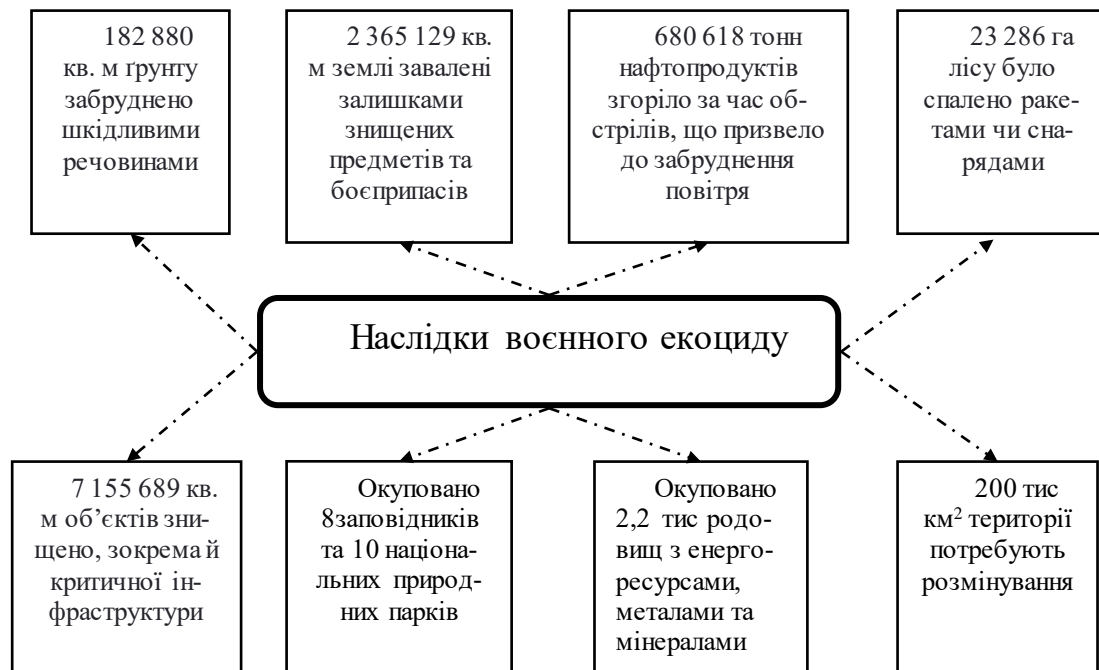 182 880
кв. м ґрунту
забруднено
шкідливими
речовинами
2 365 129 кв.
м землі завалені
залишками
знищених
предметів та
боєприпасів
680 618 тонн
нафтопродуктів
згоріло за час об-
стрілів, що призвело
до забруднення
повітря
23 286 га
лісу було
спалено раке-
тами чи сна-
рядами
Наслідки воєнного екоциду
7 155 689 кв.
м об’єктів зни-
щено, зокрема й
критичної ін-
фраструктури
Окуповано
8заповідників
та 10 націона-
льних природ-
них парків
Окуповано
2,2 тис родо-
вищ з енерго-
ресурсами,
металами та
мінералами
200 тис
км² території
потребують
розмінування